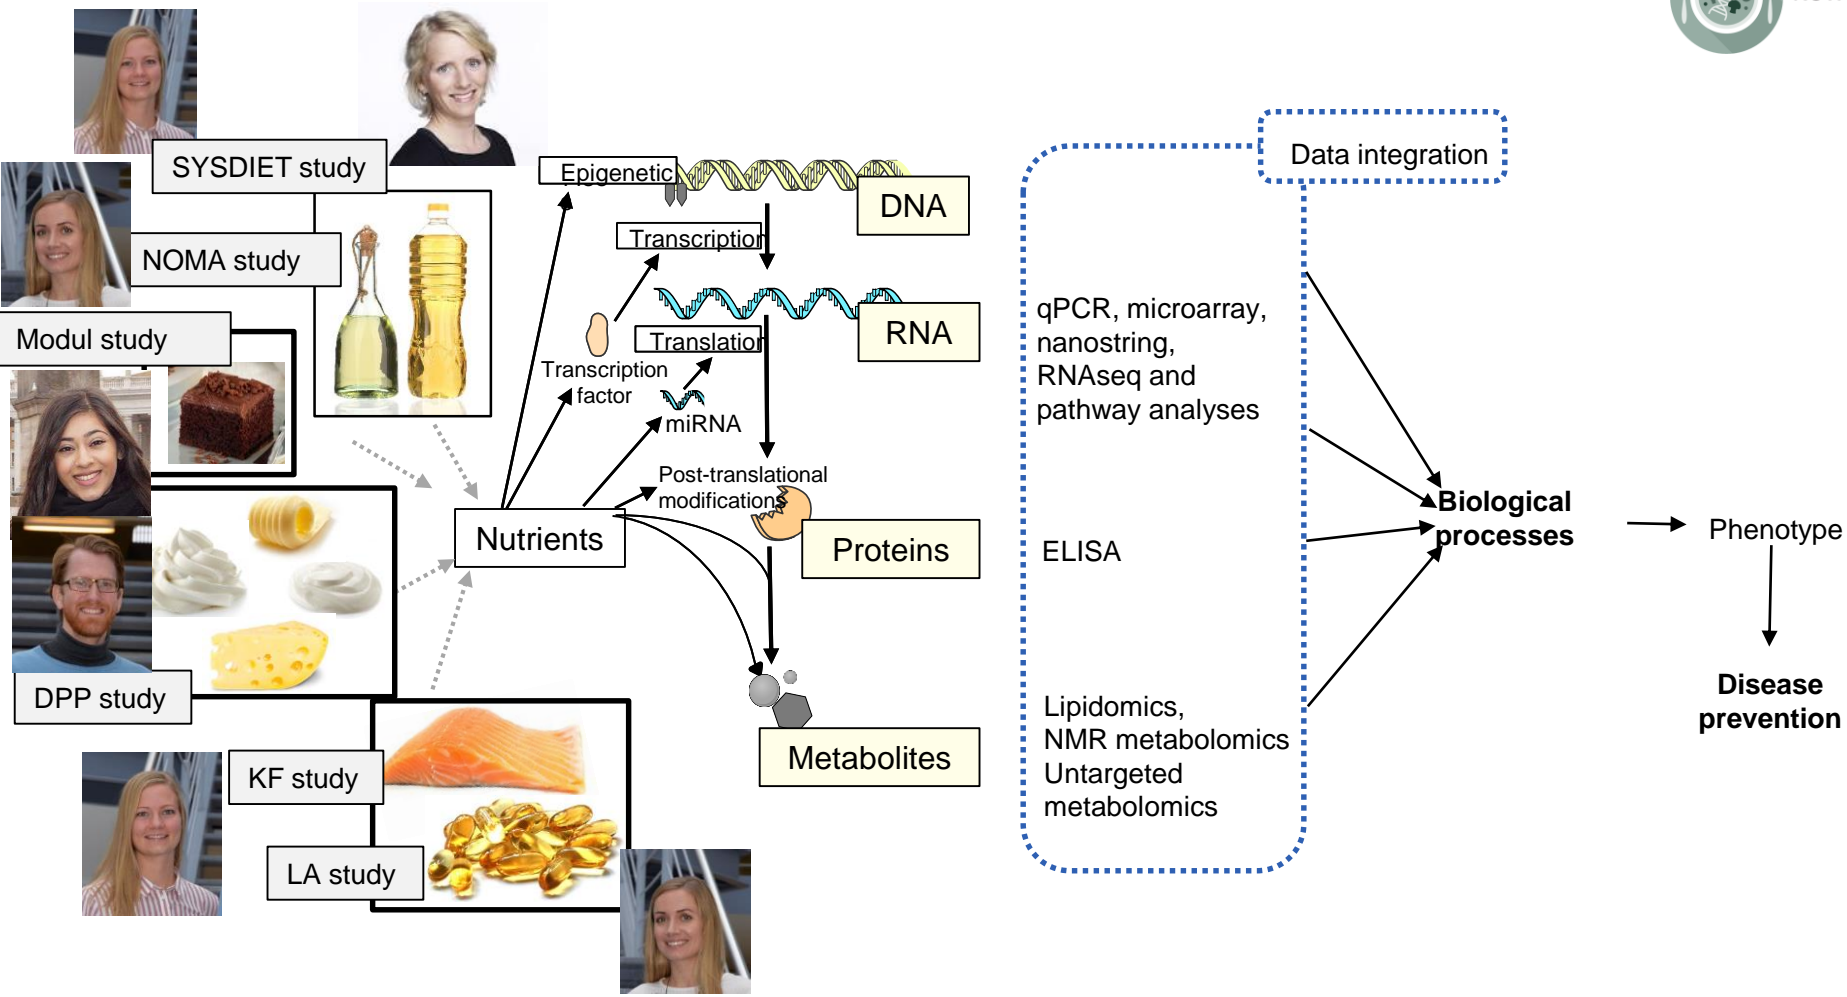 SYSDIET study
NOMA study
Modul study
DPP study
KF study
LA study
Nutrients
Epigenetic
DNA
Transcription
RNA
Translation
Transcription
factor
miRNA
Post-translational
modifications
Proteins
Metabolites
Data integration
qPCR, microarray,
nanostring,
RNAseq and
pathway analyses
ELISA
Lipidomics,
NMR metabolomics
Untargeted
metabolomics
Biological
processes
Phenotype
Disease
prevention